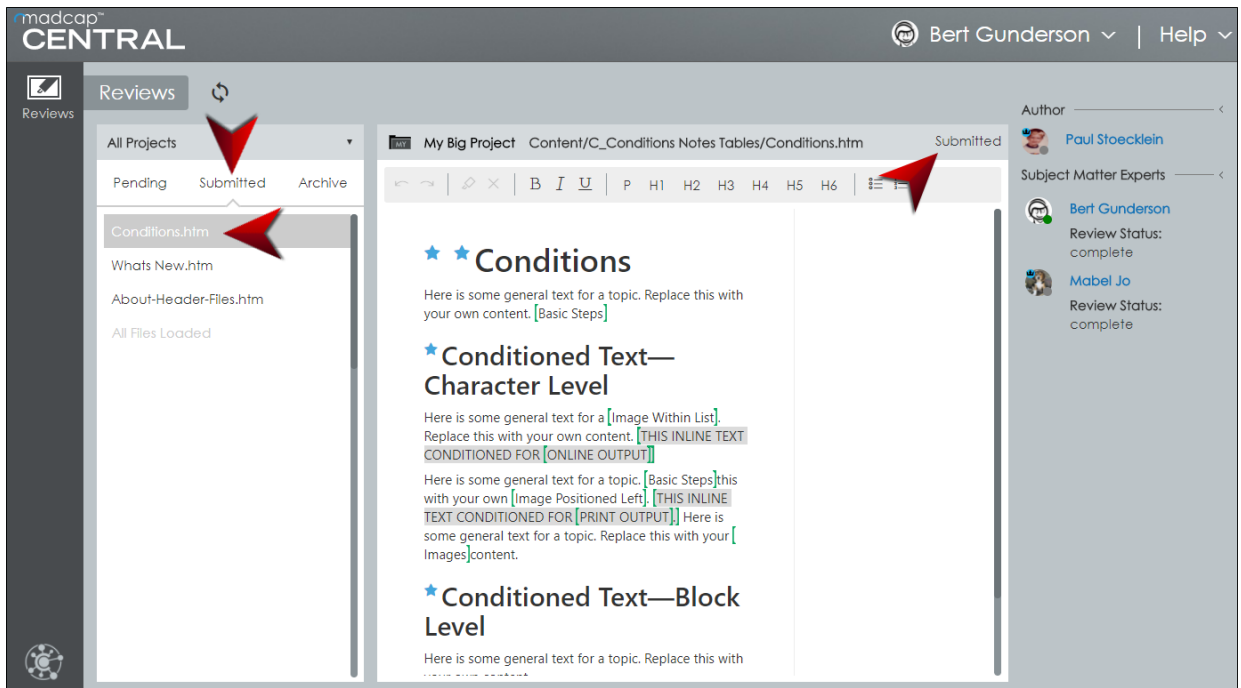 madcap™
CENTRAL
Bert Gunderson | Help
Reviews
Reviews
All Projects
Pending Submitted Archive
Conditions.htm
Whats New.htm
About-Header-Files.htm
All Files Loaded
MY My Big Project Content/C_Conditions Notes Tables/Conditions.htm Submitted
B I U P H1 H2 H3 H4 H5 H6
Conditions
Here is some general text for a topic. Replace this with
your own content. [Basic Steps]
Conditioned Text—
Character Level
Here is some general text for a [Image Within List].
Replace this with your own content. [THIS INLINE TEXT
CONDITIONED FOR [ONLINE OUTPUT]]
Here is some general text for a topic. [Basic Steps]this
with your own [Image Positioned Left]. [THIS INLINE
TEXT CONDITIONED FOR [PRINT OUTPUT].] Here is
some general text for a topic. Replace this with your [
Images]content.
Conditioned Text—Block
Level
Here is some general text for a topic. Replace this with
Author
Paul Stoecklein
Subject Matter Experts
Bert Gunderson
Review Status:
complete
Mabel Jo
Review Status:
complete